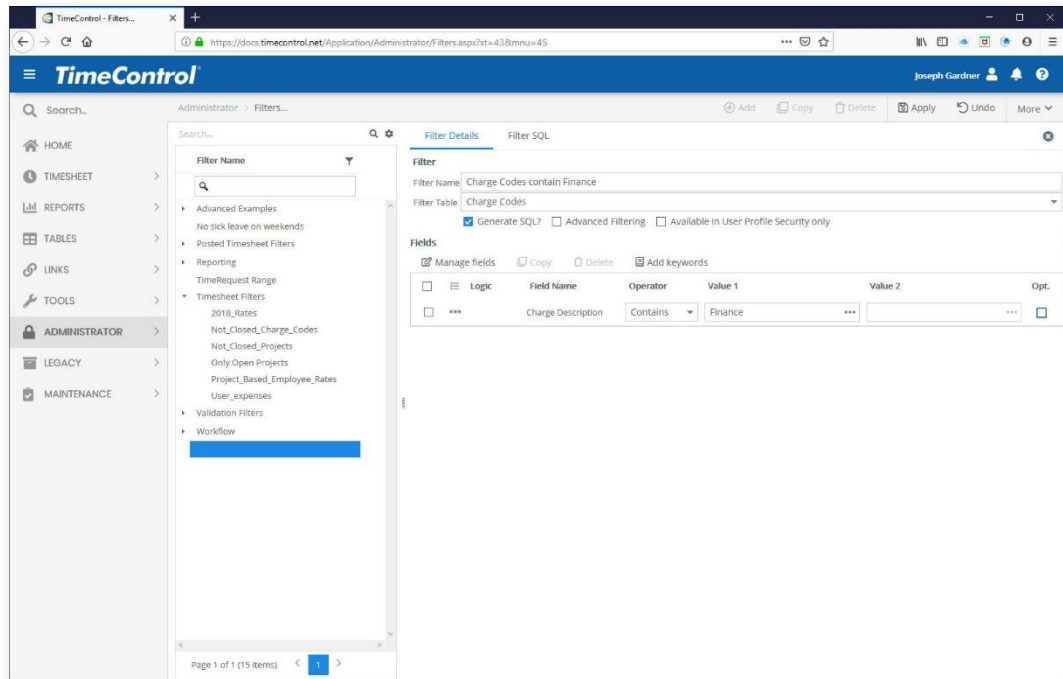 TimeControl - Filters...
https://docs.timecontrol.net/Application/Administrator/Filters.aspx?st=43&mnu=45
TimeControl
Joseph Gardner
Search...
Administrator > Filters...
Add
Copy
Delete
Apply
Undo
More
HOME
TIMESHEET
REPORTS
TABLES
LINKS
TOOLS
ADMINISTRATOR
LEGACY
MAINTENANCE
Search...
Filter Name
Advanced Examples
No sick leave on weekends
Posted Timesheet Filters
Reporting
TimeRequest Range
Timesheet Filters
2018_Rates
Not_Closed_Charge_Codes
Not_Closed_Projects
Only Open Projects
Project_Based_Employee_Rates
User_expenses
Validation Filters
Workflow
Page 1 of 1 (15 items) < 1 >
Filter Details
Filter SQL
Filter
Filter Name Charge Codes contain Finance
Filter Table Charge Codes
Generate SQL? Advanced Filtering Available in User Profile Security only
Fields
Manage fields Copy Delete Add keywords
Logic Field Name Operator Value 1 Value 2 Opt.
Charge Description Contains Finance